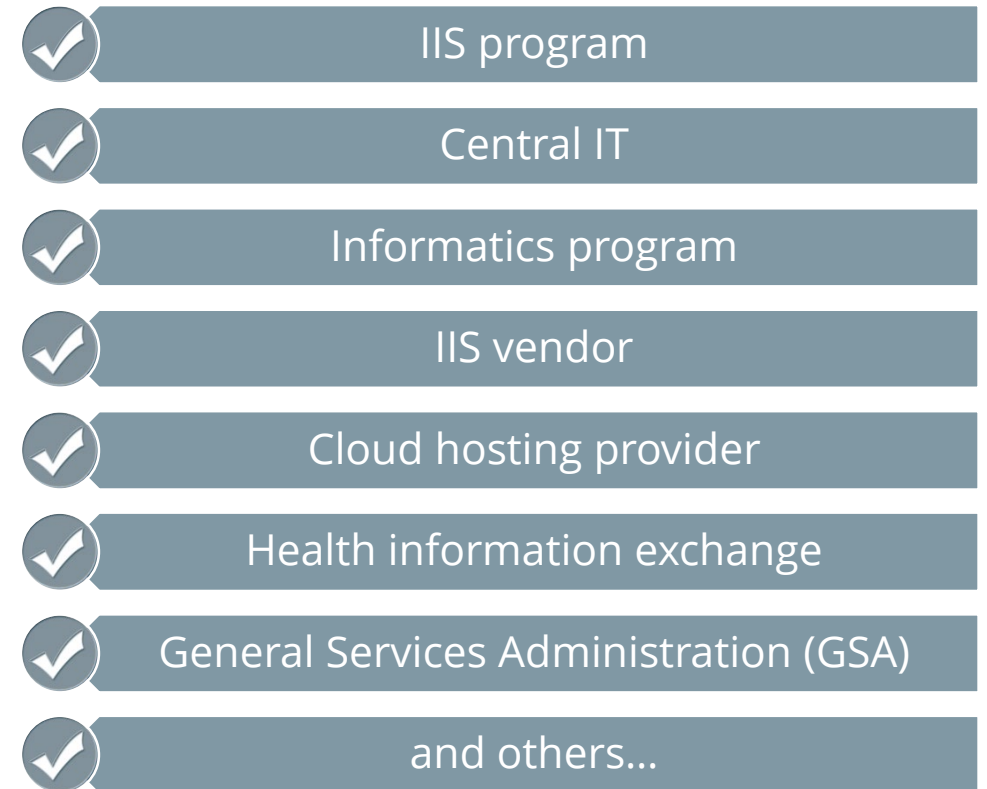 IIS program
Central IT
Informatics program
IIS vendor
Cloud hosting provider
Health information exchange
General Services Administration (GSA)
and others...